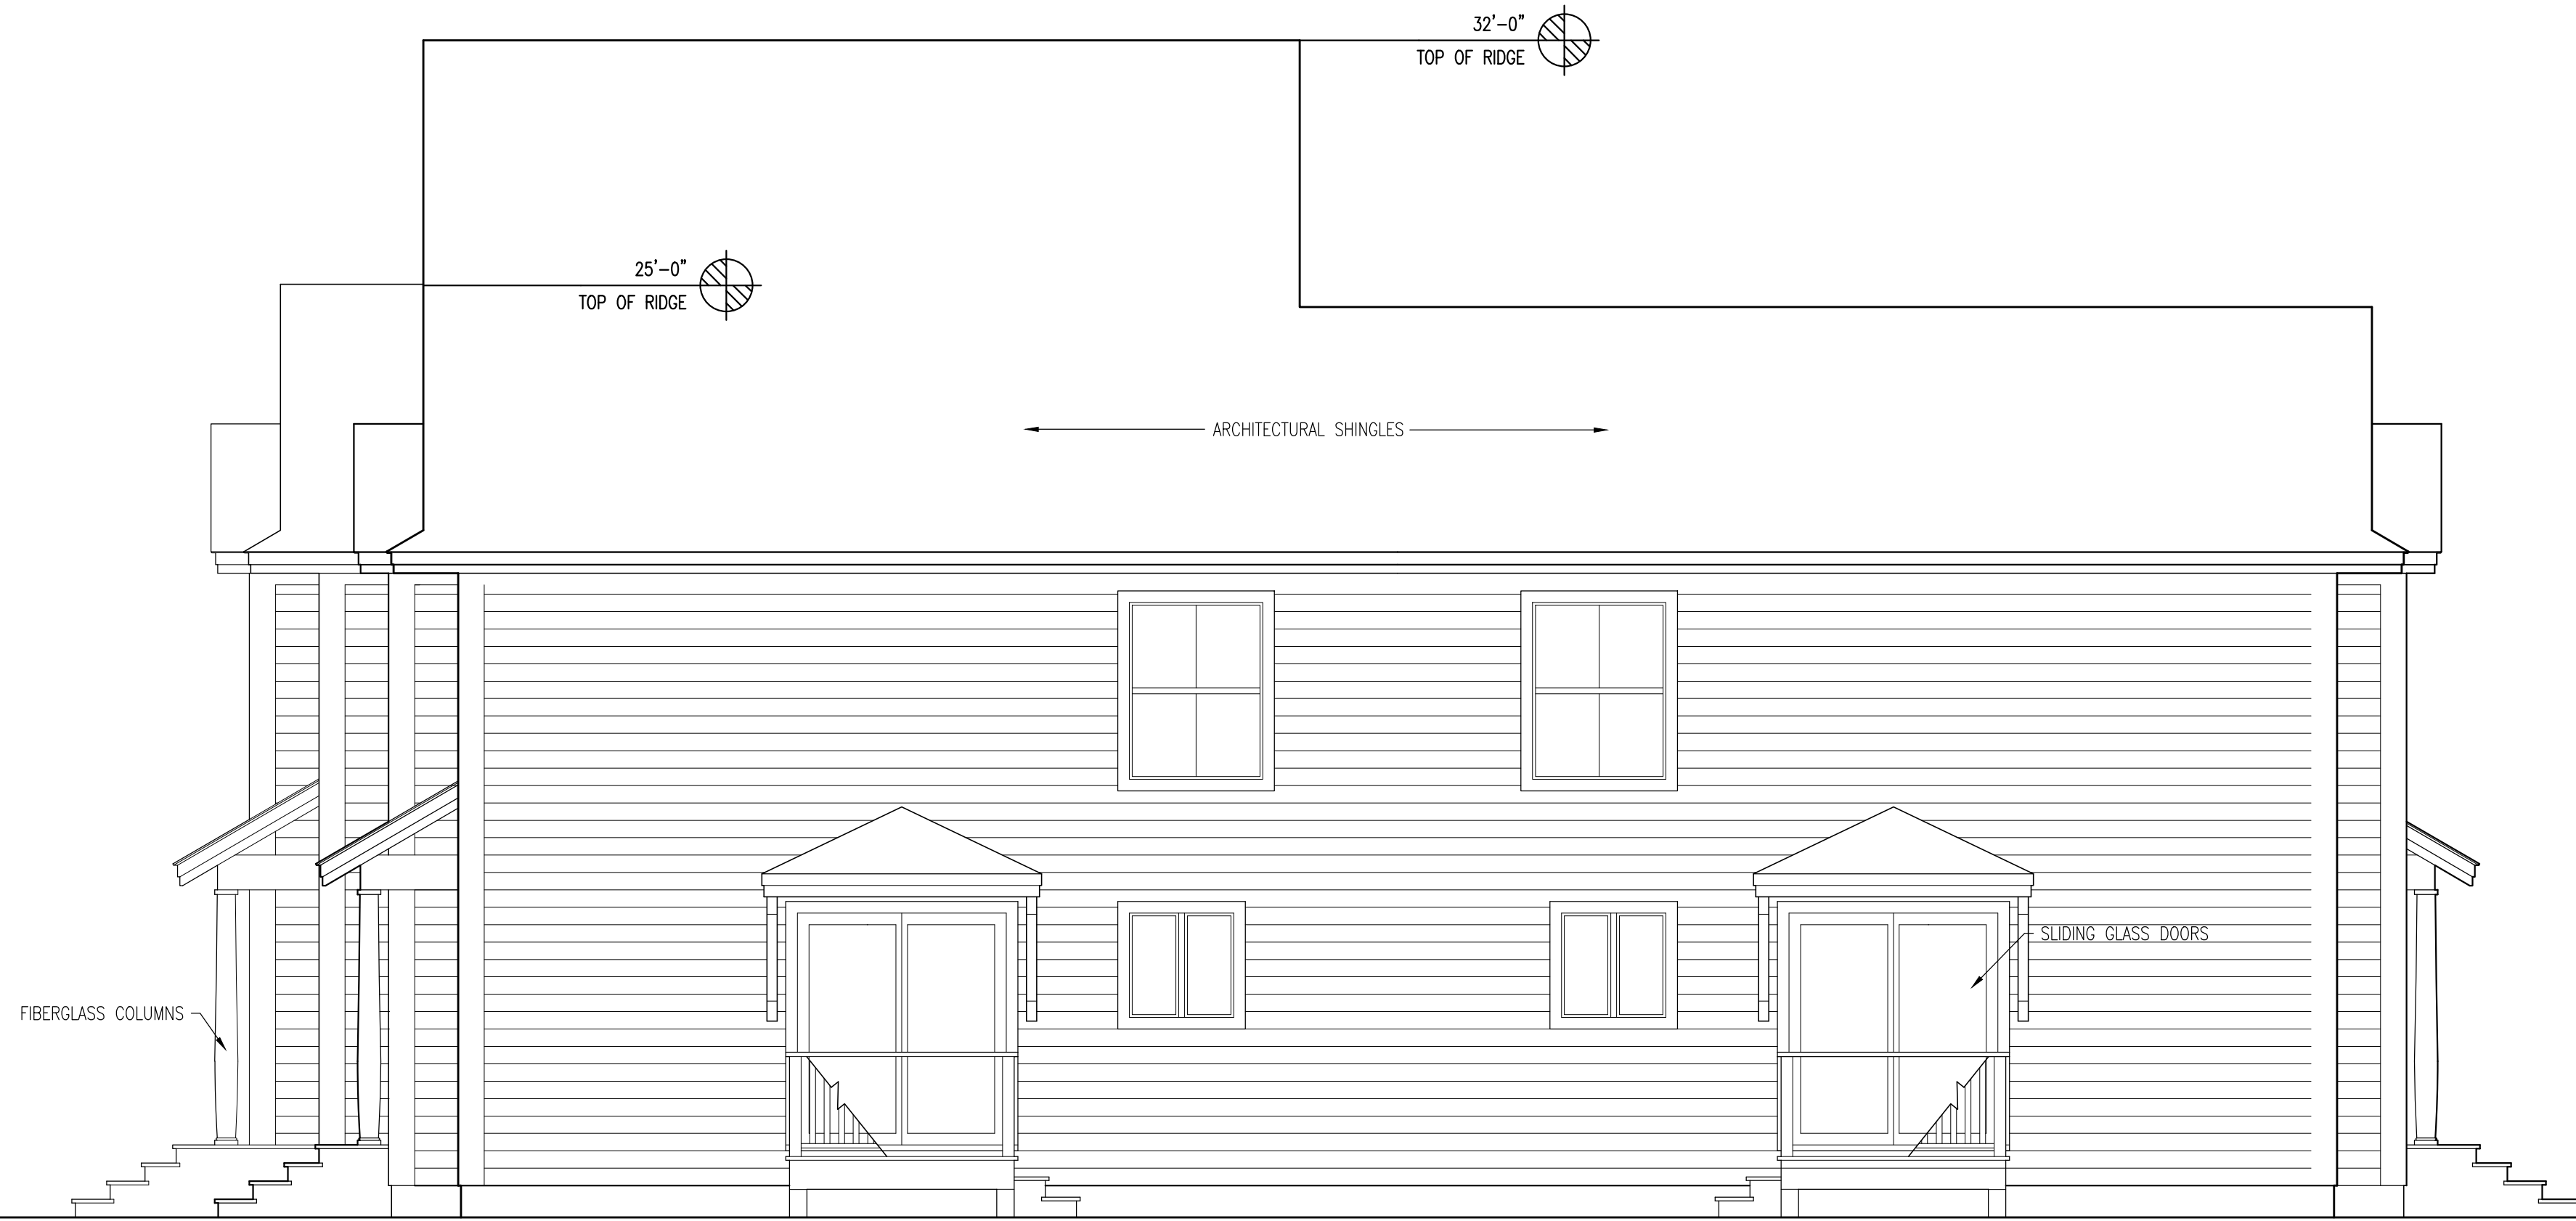 32'-0"
TOP OF RIDGE
25'-0"
TOP OF RIDGE
ARCHITECTURAL SHINGLES
SLIDING GLASS DOORS
FIBERGLASS COLUMNS